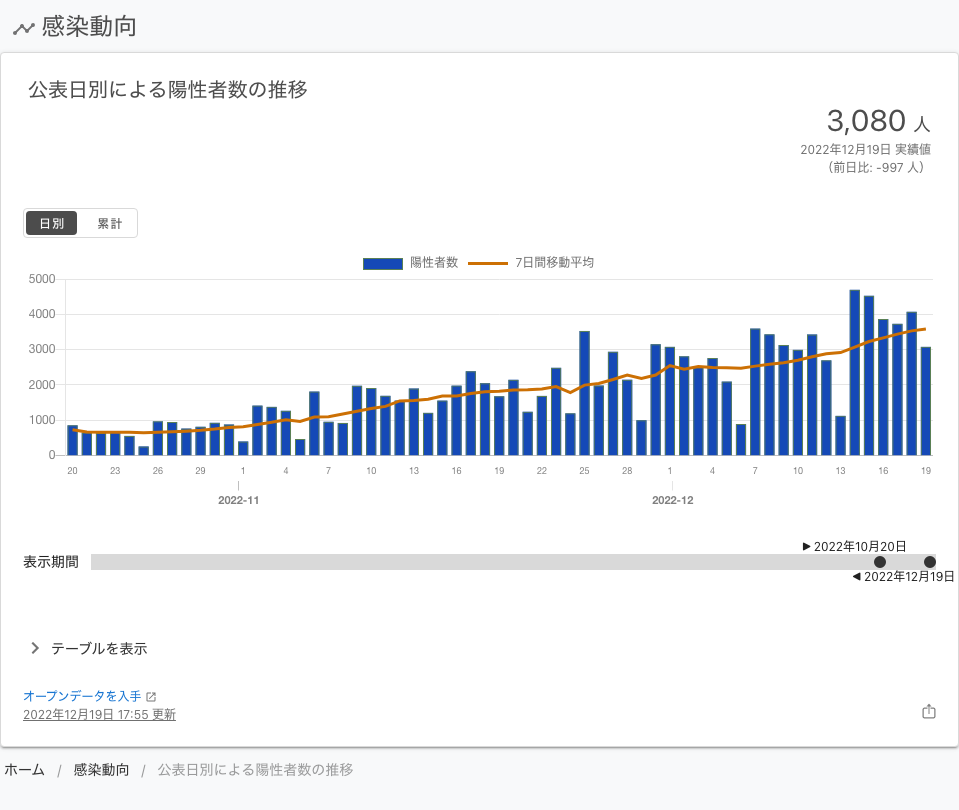 感染動向
公表日別による陽性者数の推移
3,080 人
2022年12月19日 実績値
（前日比: -997 人）
日別 累計
陽性者数 7日間移動平均
5000
4000
3000
2000
1000
0
20 23 26 29 1 4 7 10 13 16 19 22 25 28 1 4 7 10 13 16 19
2022-11 2022-12
2022年10月20日
表示期間
2022年12月19日
テーブルを表示
オープンデータを入手
2022年12月19日 17:55 更新
ホーム / 感染動向 / 公表日別による陽性者数の推移